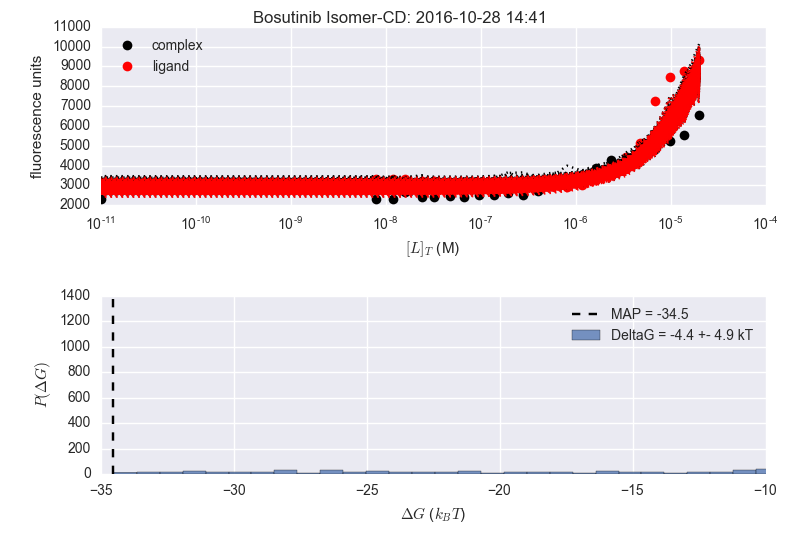 Bosutinib Isomer-CD: 2016-10-28 14:41
11000
10000
9000
8000
7000
6000
5000
4000
3000
2000
fluorescence units
complex
ligand
10⁻¹¹ 10⁻¹⁰ 10⁻⁹ 10⁻⁸ 10⁻⁷ 10⁻⁶ 10⁻⁵ 10⁻⁴
[L]_T (M)
1400
1200
1000
800
600
400
200
0
P(ΔG)
MAP = -34.5
DeltaG = -4.4 +- 4.9 kT
−35 −30 −25 −20 −15 −10
ΔG (k_BT)